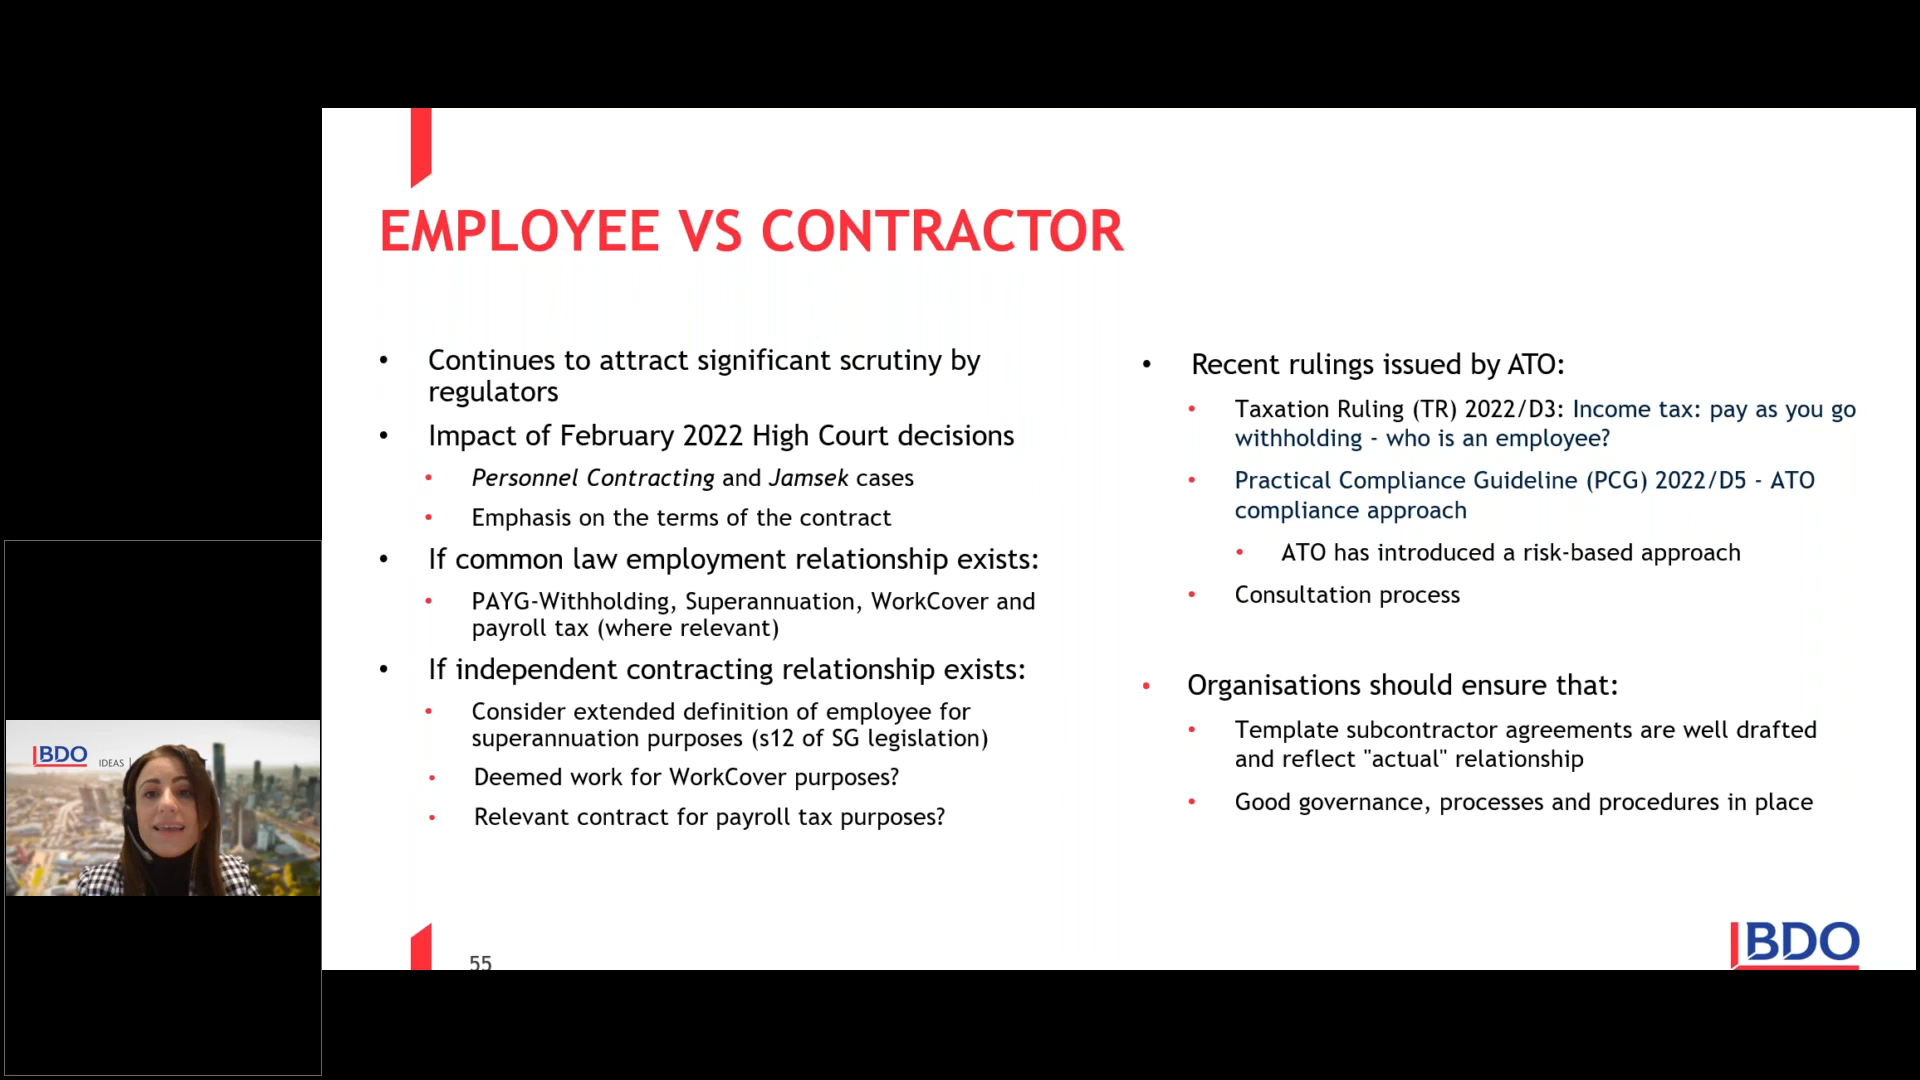 EMPLOYEE VS CONTRACTOR
• Continues to attract significant scrutiny by
regulators
• Impact of February 2022 High Court decisions
• Personnel Contracting and Jamsek cases
• Emphasis on the terms of the contract
• If common law employment relationship exists:
• PAYG-Withholding, Superannuation, WorkCover and
payroll tax (where relevant)
• If independent contracting relationship exists:
• Consider extended definition of employee for
superannuation purposes (s12 of SG legislation)
• Deemed work for WorkCover purposes?
• Relevant contract for payroll tax purposes?
• Recent rulings issued by ATO:
• Taxation Ruling (TR) 2022/D3: Income tax: pay as you go
withholding - who is an employee?
• Practical Compliance Guideline (PCG) 2022/D5 - ATO
compliance approach
• ATO has introduced a risk-based approach
• Consultation process
• Organisations should ensure that:
• Template subcontractor agreements are well drafted
and reflect "actual" relationship
• Good governance, processes and procedures in place
55
BDO
BDO
IDEAS |